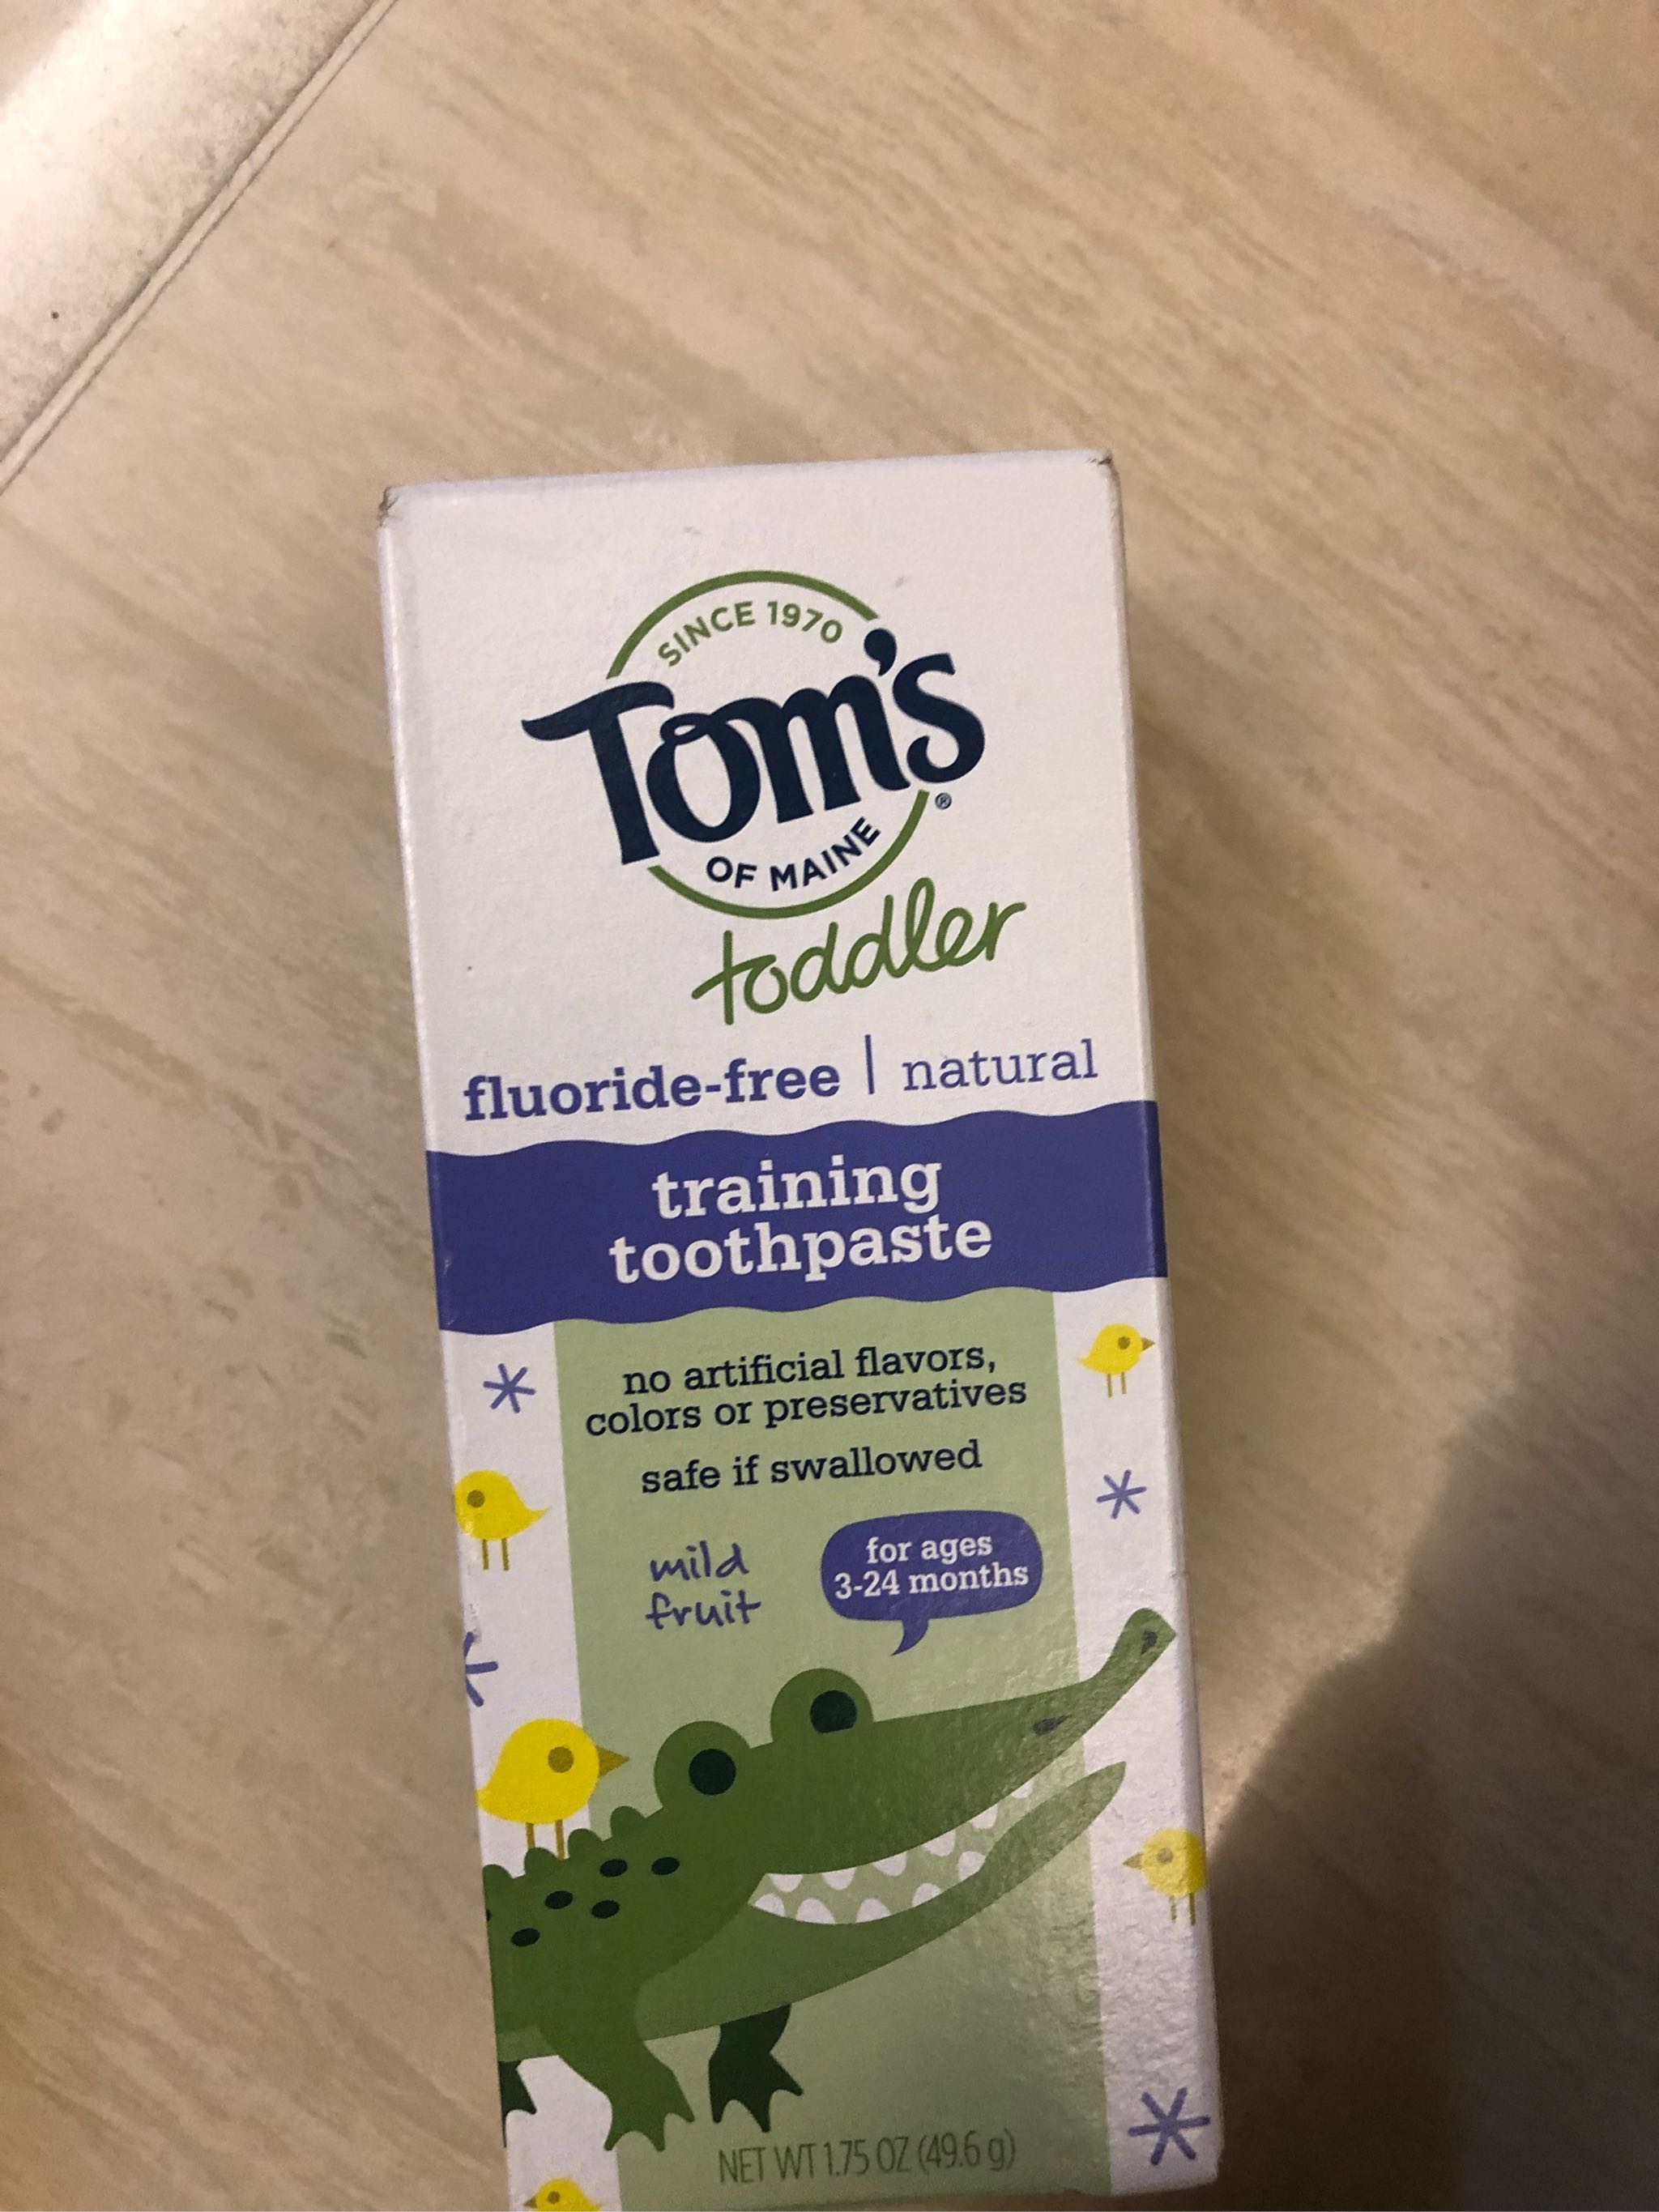 SINCE 1970
Tom's®
OF MAINE
toddler
fluoride-free | natural
training
toothpaste
no artificial flavors,
colors or preservatives
safe if swallowed
mild
fruit
for ages
3-24 months
NET WT 1.75 OZ (49.6 g)